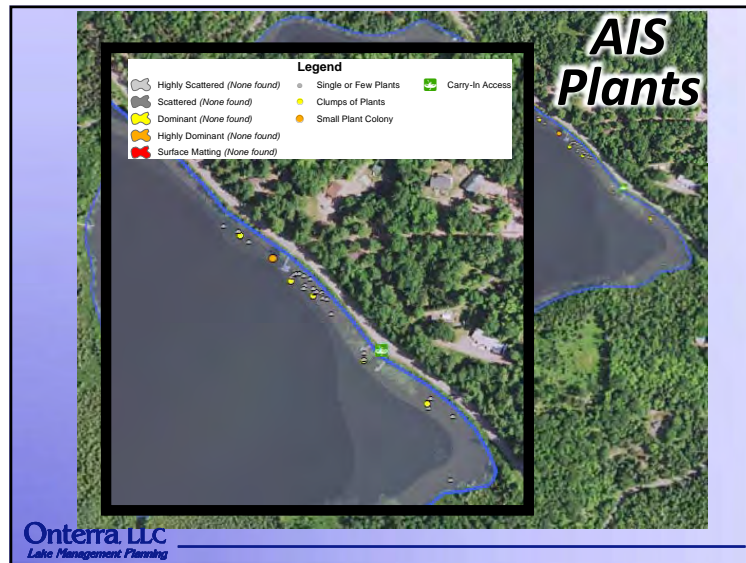 AIS
Plants
Legend
Highly Scattered (None found)
Scattered (None found)
Dominant (None found)
Highly Dominant (None found)
Surface Matting (None found)
Single or Few Plants
Clumps of Plants
Small Plant Colony
Carry-In Access
Onterra, LLC
Lake Management Planning